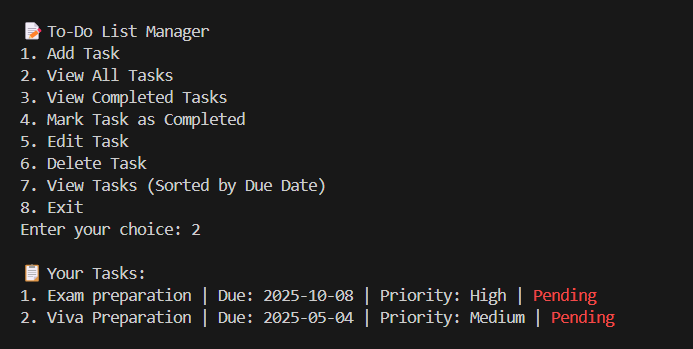 📝 To-Do List Manager
1. Add Task
2. View All Tasks
3. View Completed Tasks
4. Mark Task as Completed
5. Edit Task
6. Delete Task
7. View Tasks (Sorted by Due Date)
8. Exit
Enter your choice: 2
📋 Your Tasks:
1. Exam preparation | Due: 2025-10-08 | Priority: High | Pending
2. Viva Preparation | Due: 2025-05-04 | Priority: Medium | Pending